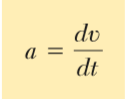 a = dv/dt